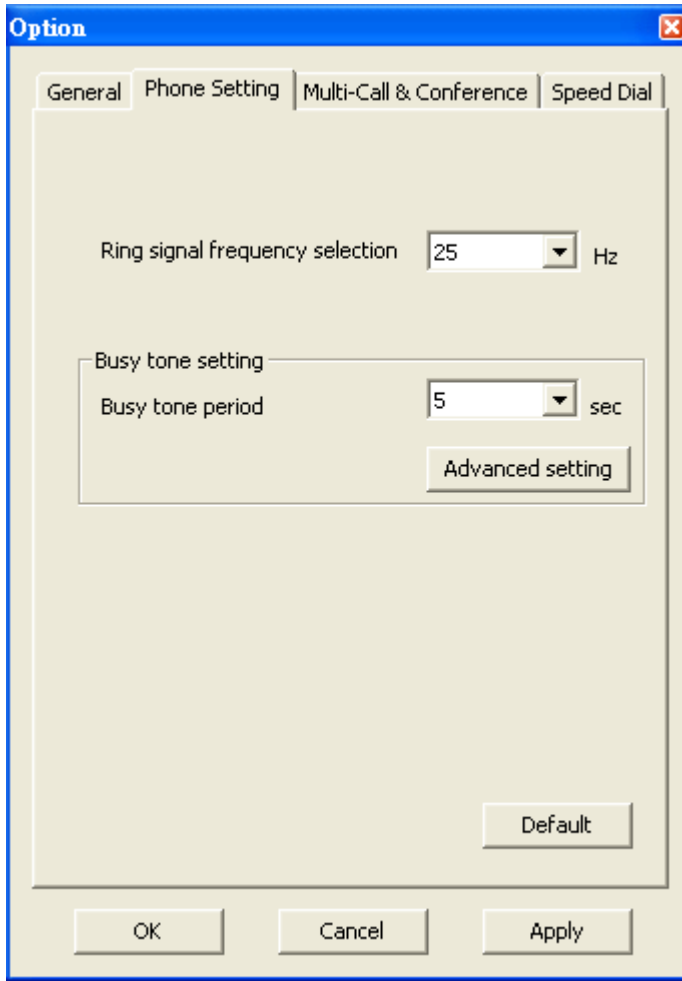 Option
General Phone Setting Multi-Call & Conference Speed Dial
Ring signal frequency selection 25 Hz
Busy tone setting
Busy tone period 5 sec
Advanced setting
Default
OK Cancel Apply